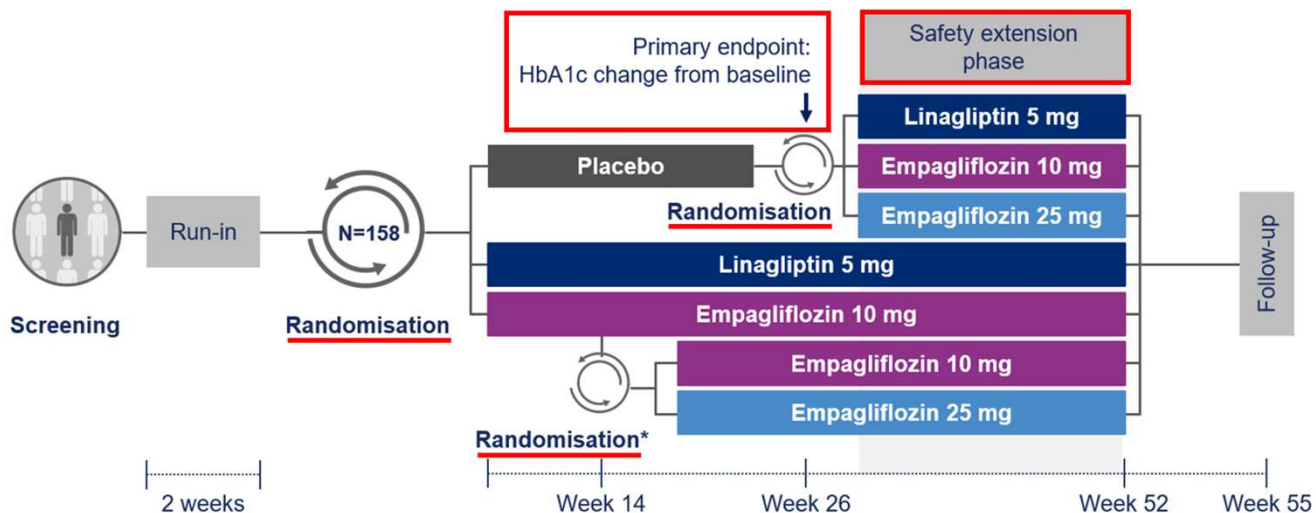 Primary endpoint:
HbA1c change from baseline
Safety extension
phase
Linagliptin 5 mg
Placebo
Empagliflozin 10 mg
Randomisation
Empagliflozin 25 mg
Run-in
N=158
Linagliptin 5 mg
Follow-up
Screening
Randomisation
Empagliflozin 10 mg
Empagliflozin 10 mg
Empagliflozin 25 mg
Randomisation*
2 weeks
Week 14
Week 26
Week 52
Week 55